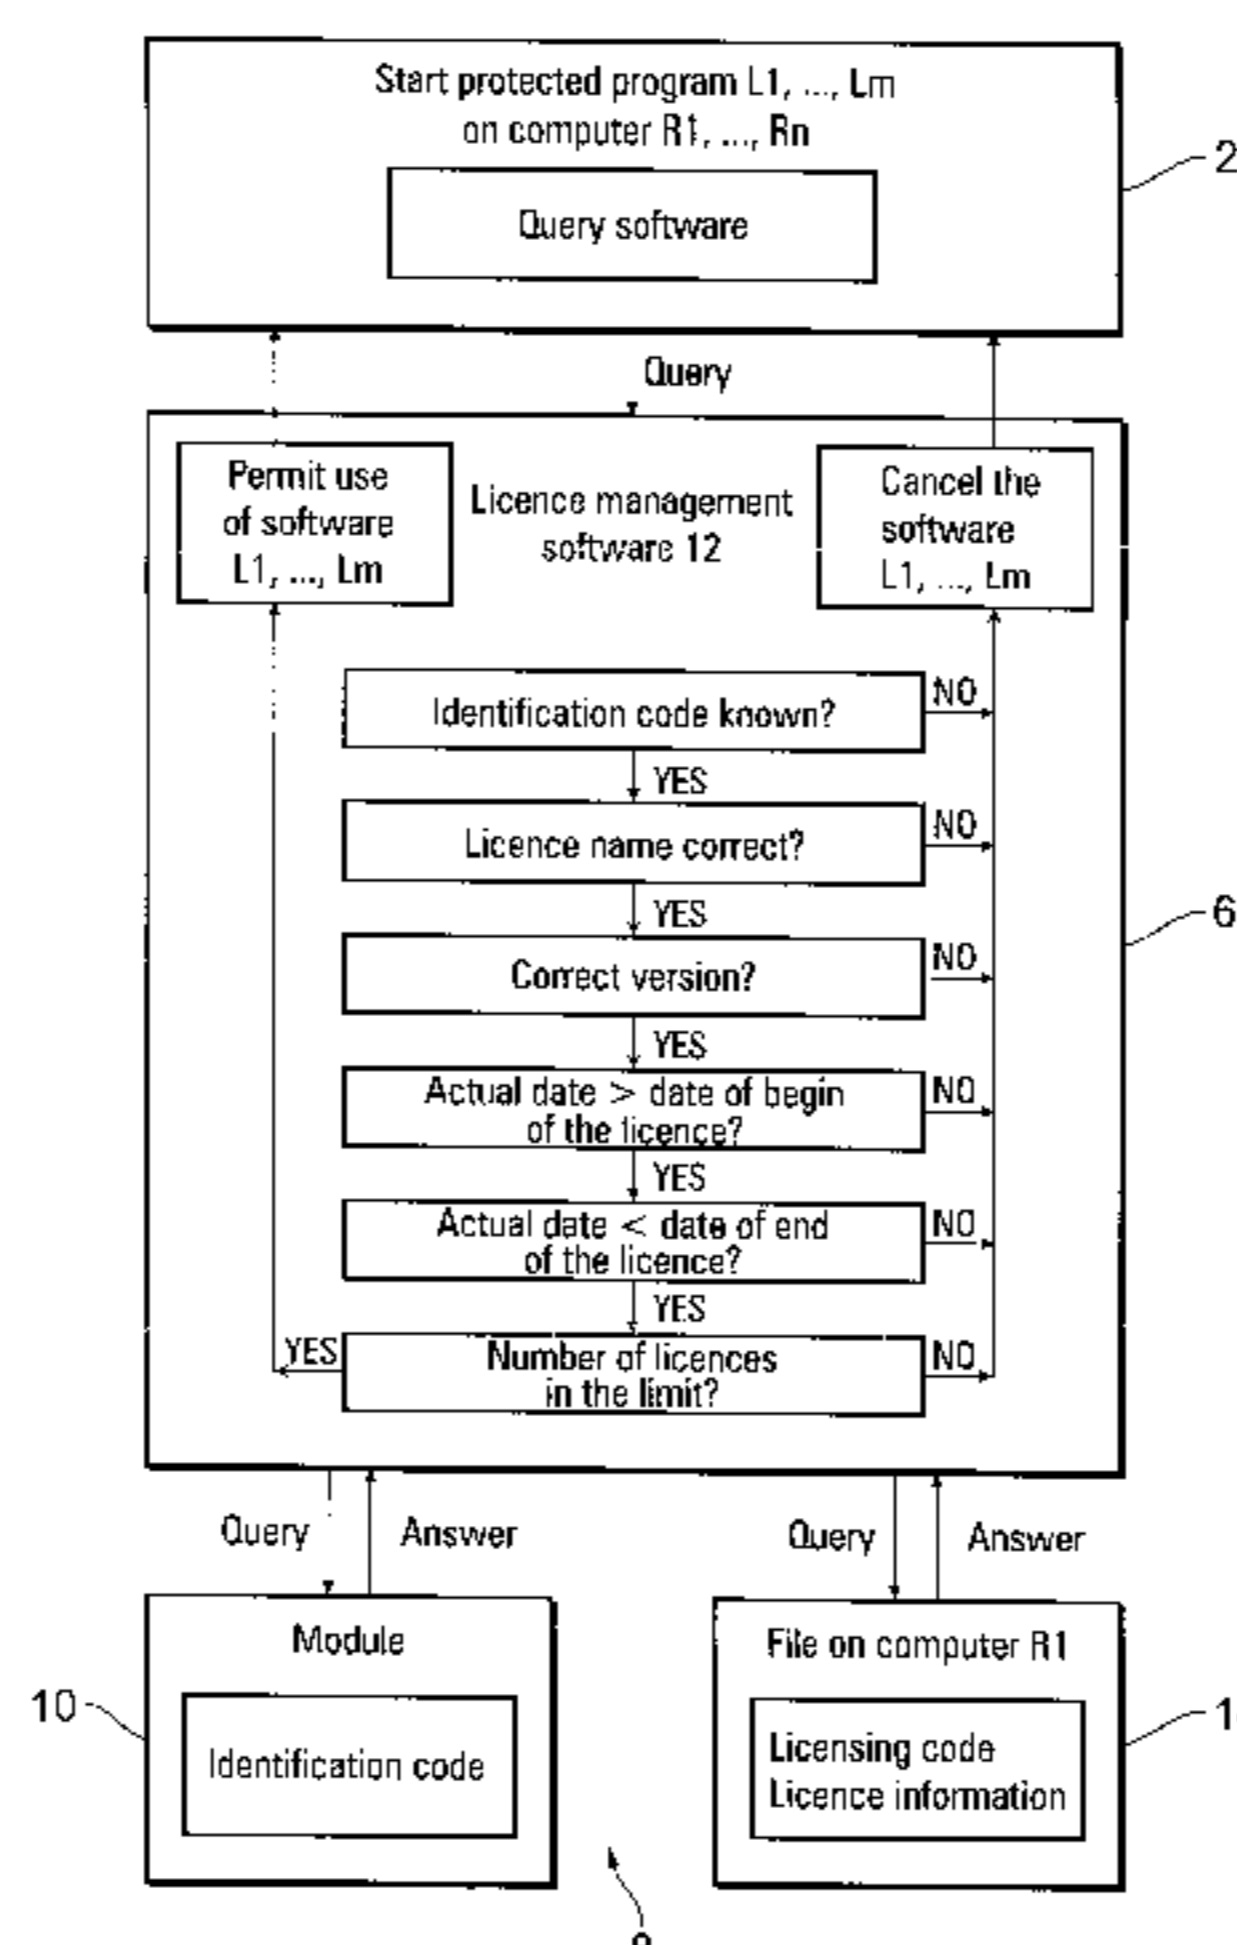 Start protected program L1, ..., Lm
on computer R1, ..., Rn
2
Query software
Query
Permit use
of software
L1, ..., Lm
Licence management
software 12
Cancel the
software
L1, ..., Lm
Identification code known?
NO
YES
Licence name correct?
NO
YES
6
Correct version?
NO
YES
Actual date > date of begin
of the licence?
NO
YES
Actual date < date of end
of the licence?
NO
YES
YES
Number of licences
in the limit?
NO
Query
Answer
Query
Answer
Module
File on computer R1
10
Identification code
Licensing code
Licence information